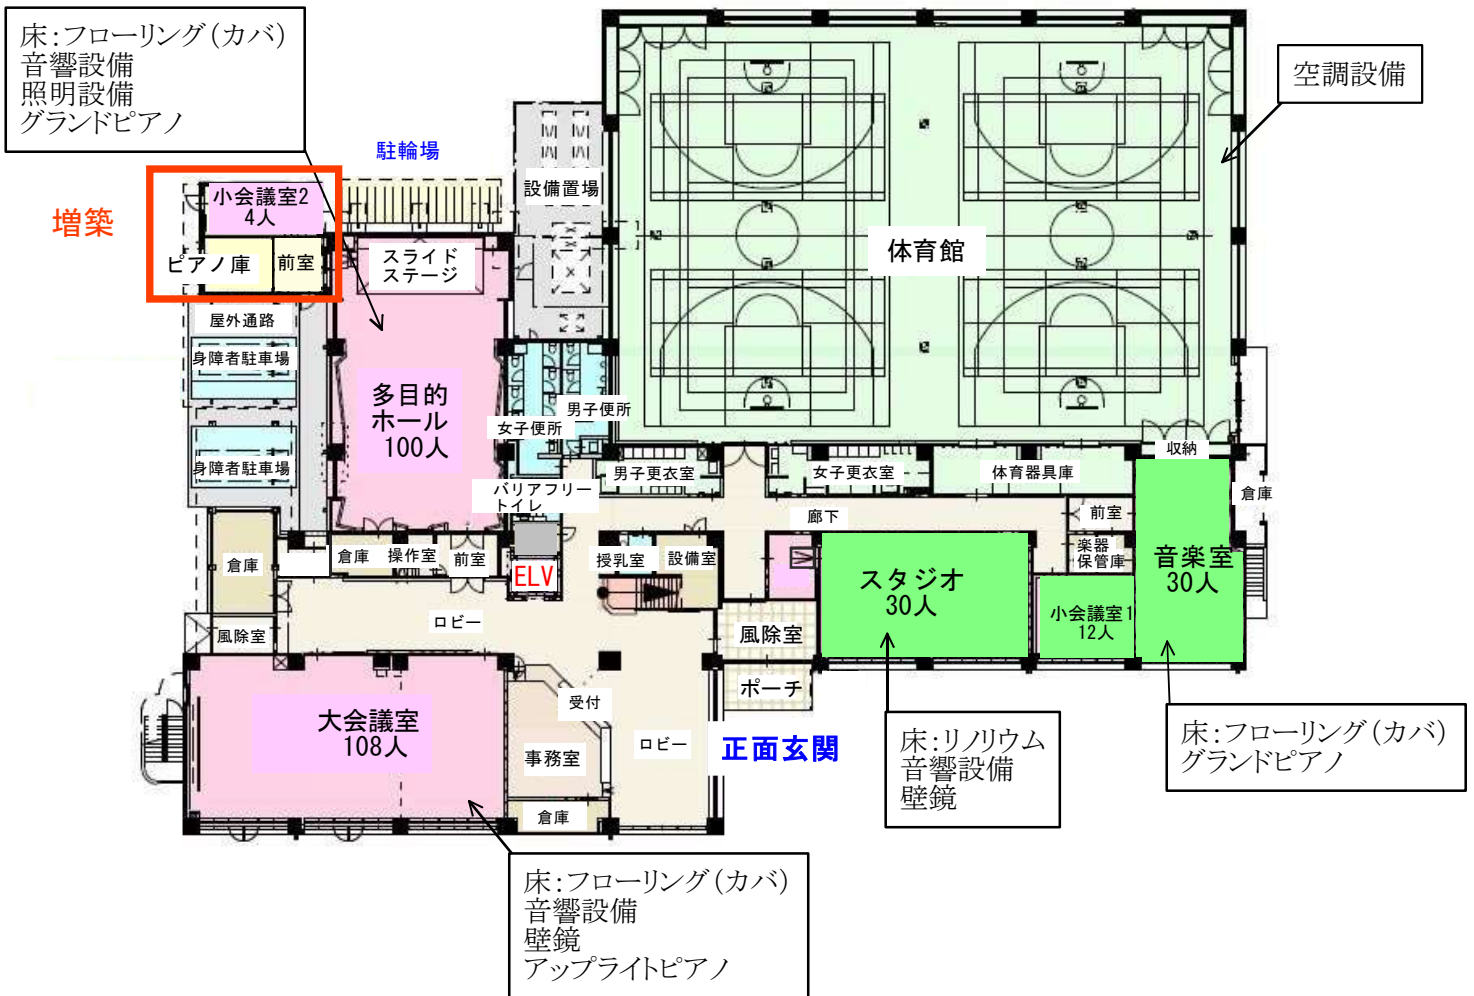 床：フローリング（カバ）
音響設備
照明設備
グランドピアノ
空調設備
駐輪場
増築
小会議室2
4人
設備置場
ピアノ庫
前室
スライド
ステージ
体育館
屋外通路
身障者駐車場
多目的
ホール
100人
女子便所
男子便所
身障者駐車場
収納
男子更衣室
女子更衣室
体育器具庫
バリアフリー
トイレ
倉庫
廊下
前室
倉庫
倉庫
操作室
前室
ELV
授乳室
設備室
スタジオ
30人
楽器
保管庫
音楽室
30人
小会議室1
12人
ロビー
風除室
風除室
ポーチ
大会議室
108人
受付
事務室
ロビー
正面玄関
倉庫
床：リノリウム
音響設備
壁鏡
床：フローリング（カバ）
グランドピアノ
床：フローリング（カバ）
音響設備
壁鏡
アップライトピアノ